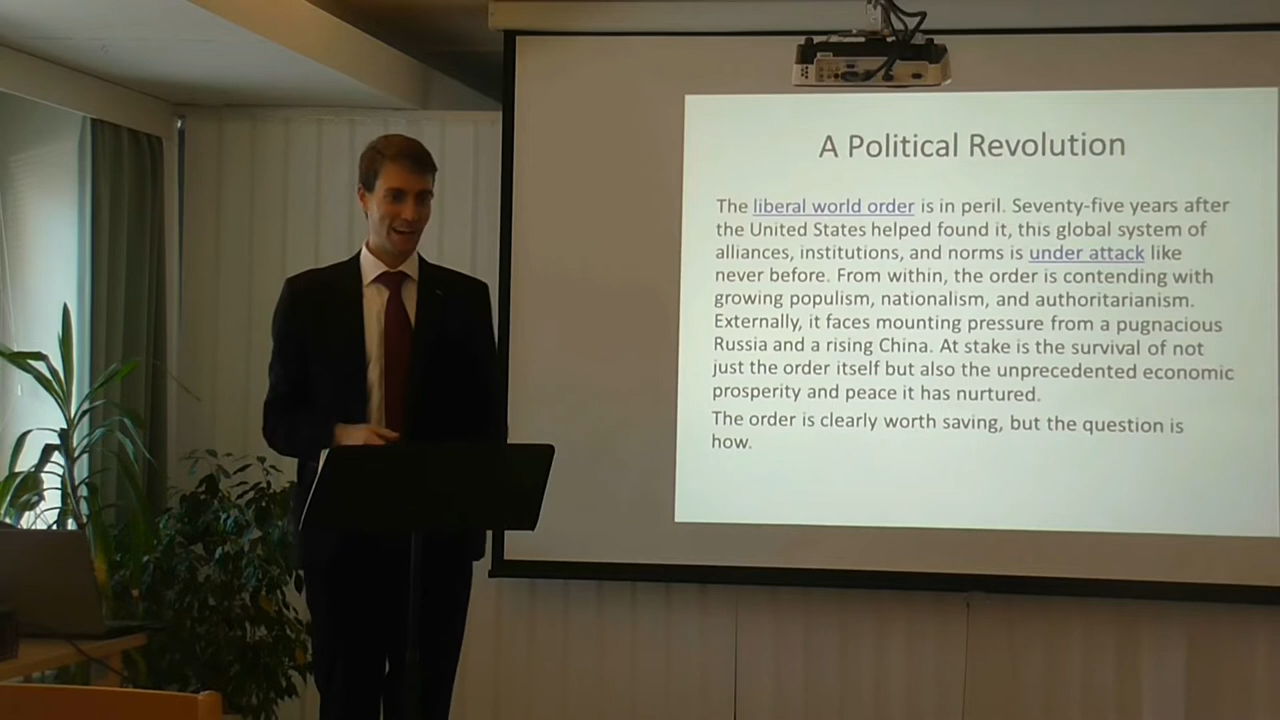 A Political Revolution
The liberal world order is in peril. Seventy-five years after
the United States helped found it, this global system of
alliances, institutions, and norms is under attack like
never before. From within, the order is contending with
growing populism, nationalism, and authoritarianism.
Externally, it faces mounting pressure from a pugnacious
Russia and a rising China. At stake is the survival of not
just the order itself but also the unprecedented economic
prosperity and peace it has nurtured.
The order is clearly worth saving, but the question is
how.